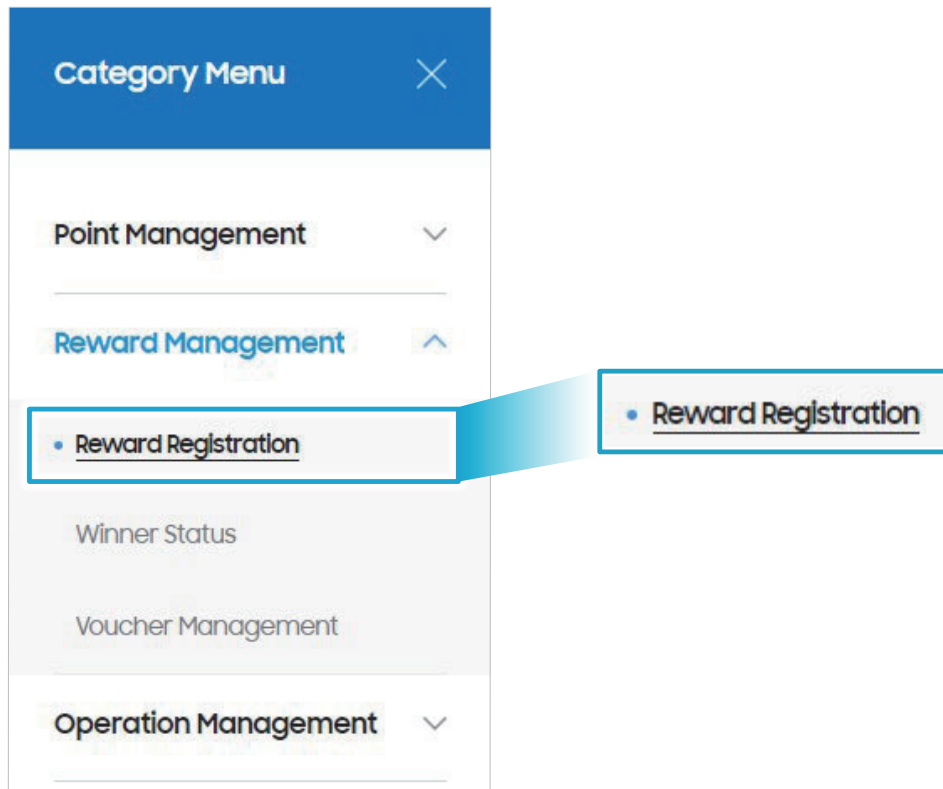 Category Menu
Point Management
Reward Management
Reward Registration
Reward Registration
Winner Status
Voucher Management
Operation Management